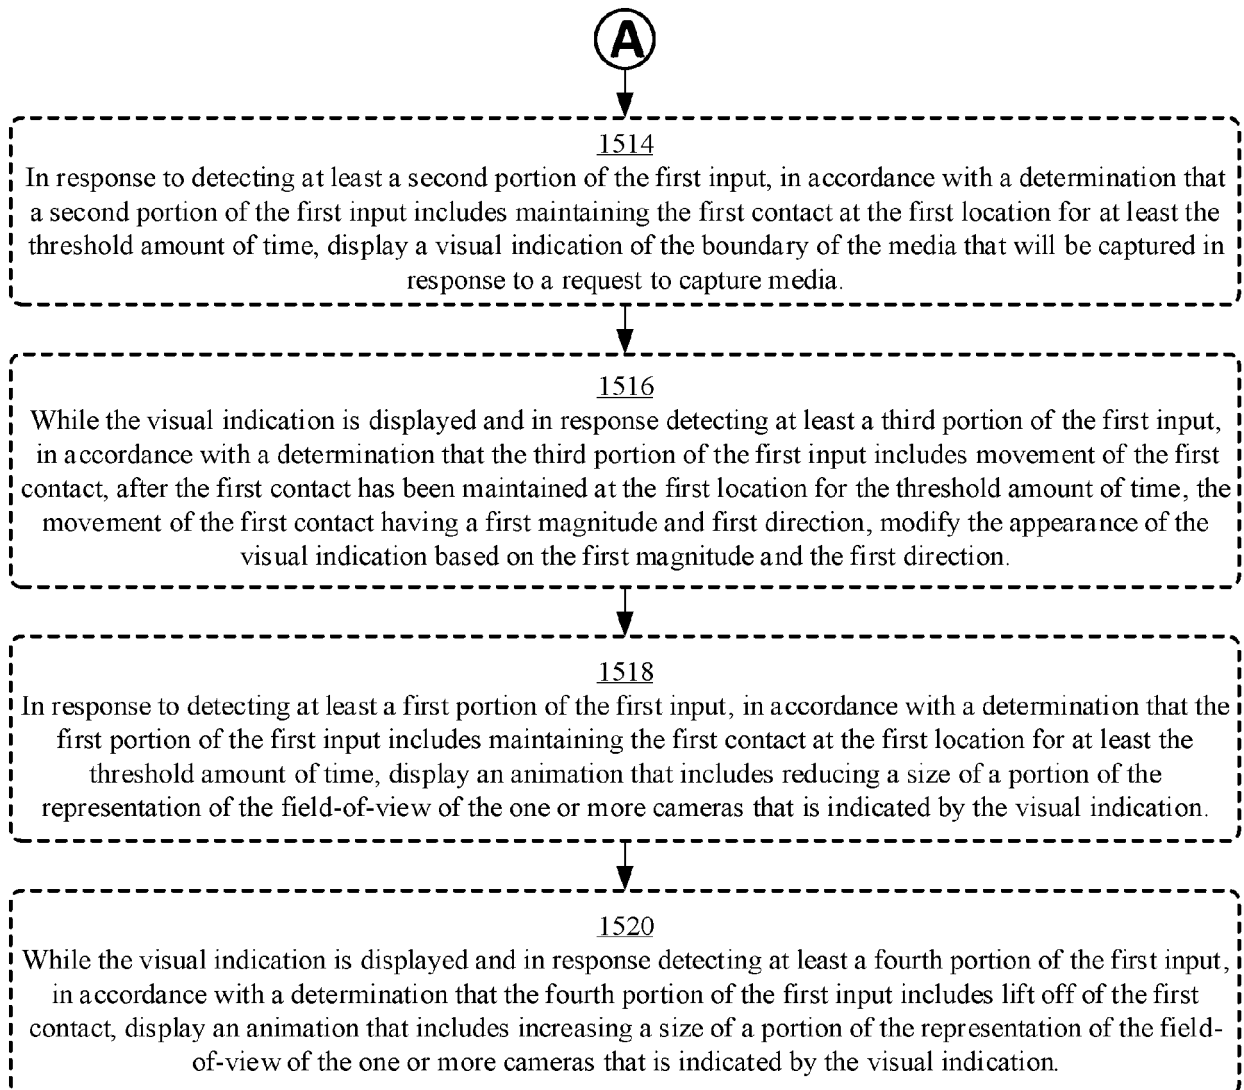 A
1514
In response to detecting at least a second portion of the first input, in accordance with a determination that
a second portion of the first input includes maintaining the first contact at the first location for at least the
threshold amount of time, display a visual indication of the boundary of the media that will be captured in
response to a request to capture media.
1516
While the visual indication is displayed and in response detecting at least a third portion of the first input,
in accordance with a determination that the third portion of the first input includes movement of the first
contact, after the first contact has been maintained at the first location for the threshold amount of time, the
movement of the first contact having a first magnitude and first direction, modify the appearance of the
visual indication based on the first magnitude and the first direction.
1518
In response to detecting at least a first portion of the first input, in accordance with a determination that the
first portion of the first input includes maintaining the first contact at the first location for at least the
threshold amount of time, display an animation that includes reducing a size of a portion of the
representation of the field-of-view of the one or more cameras that is indicated by the visual indication.
1520
While the visual indication is displayed and in response detecting at least a fourth portion of the first input,
in accordance with a determination that the fourth portion of the first input includes lift off of the first
contact, display an animation that includes increasing a size of a portion of the representation of the field-
of-view of the one or more cameras that is indicated by the visual indication.